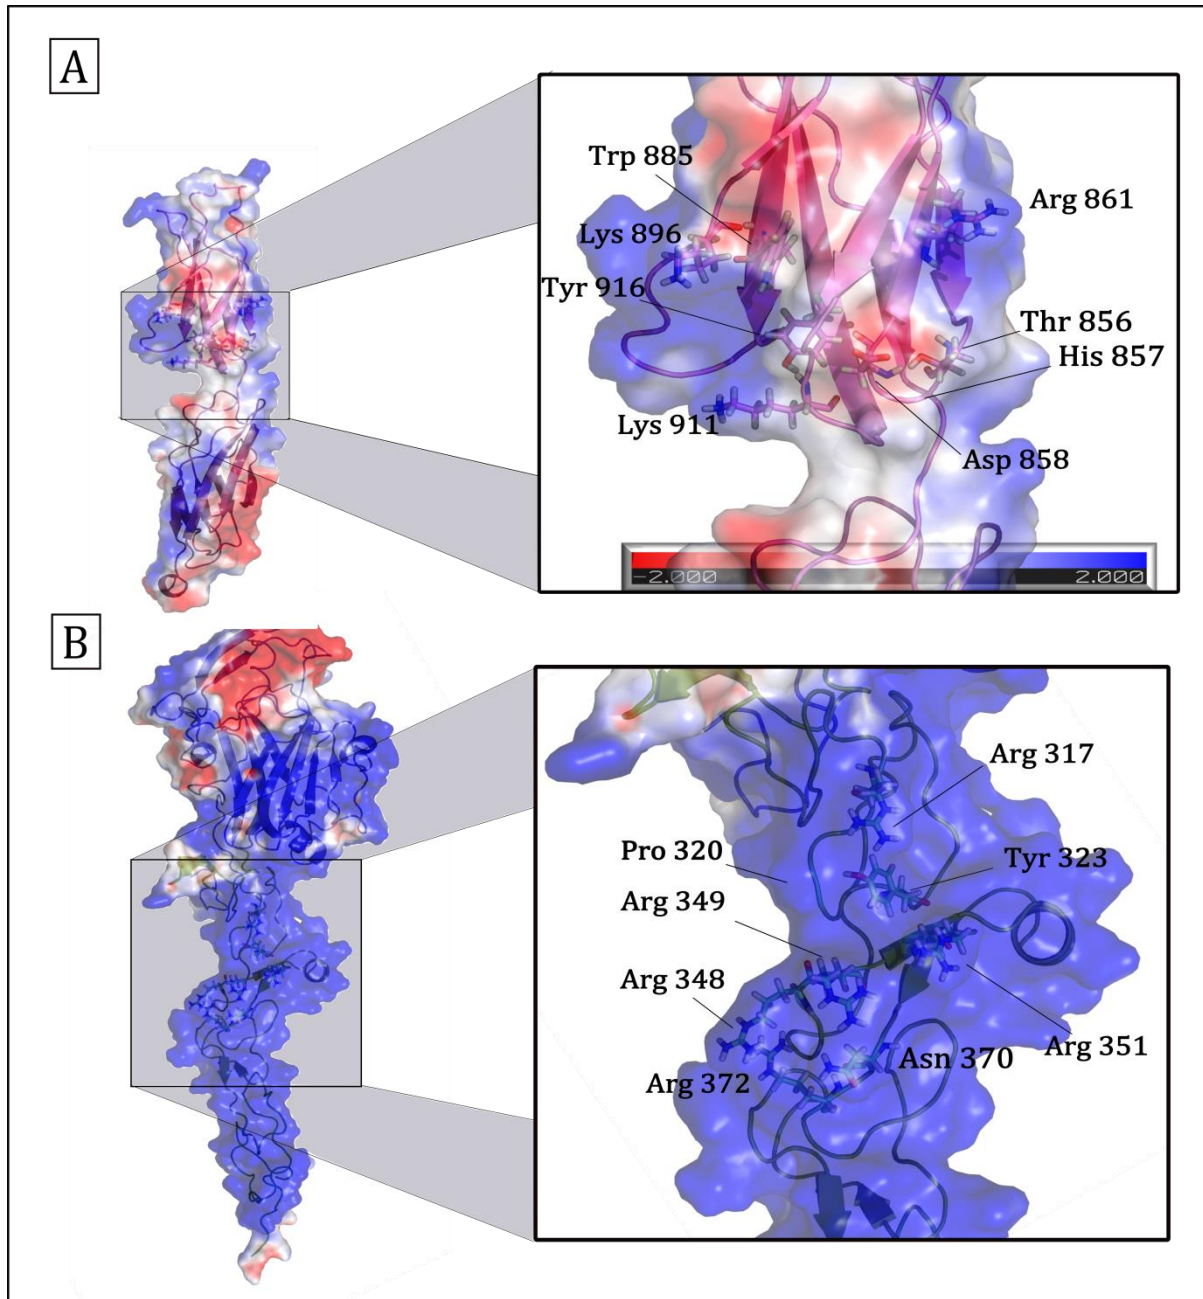 A
Trp 885
Lys 896
Arg 861
Tyr 916
Thr 856
His 857
Lys 911
Asp 858
-2.000 2.000
B
Arg 317
Pro 320
Tyr 323
Arg 349
Arg 348
Arg 372
Asn 370
Arg 351